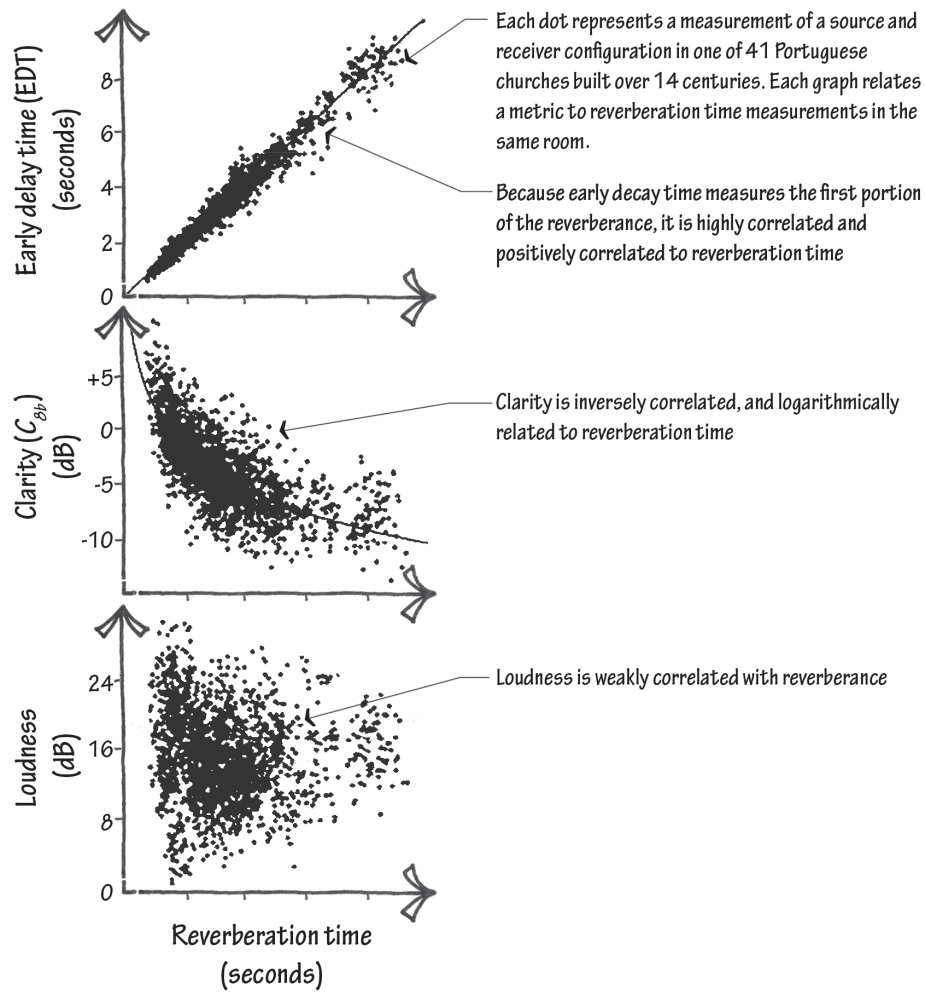 Early delay time (EDT)
(seconds)
8
6
4
2
0
Each dot represents a measurement of a source and
receiver configuration in one of 41 Portuguese
churches built over 14 centuries. Each graph relates
a metric to reverberation time measurements in the
same room.
Because early decay time measures the first portion
of the reverberance, it is highly correlated and
positively correlated to reverberation time
Clarity (C8b)
(dB)
+5
0
-5
-10
Clarity is inversely correlated, and logarithmically
related to reverberation time
Loudness
(dB)
24
16
8
0
Loudness is weakly correlated with reverberance
Reverberation time
(seconds)